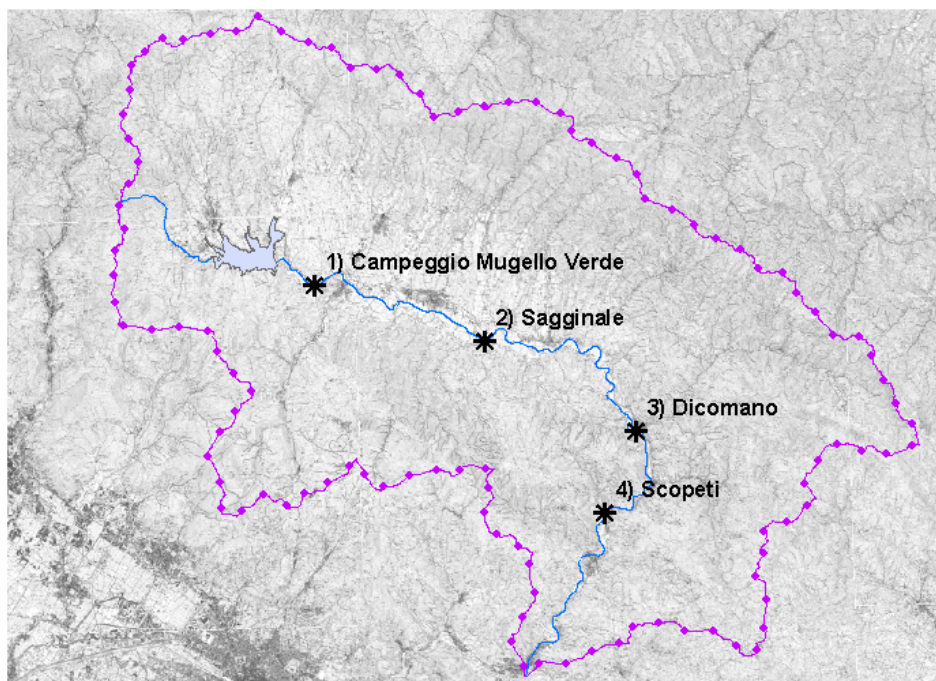 1) Campeggio Mugello Verde
2) Sagginale
3) Dicomano
4) Scopeti